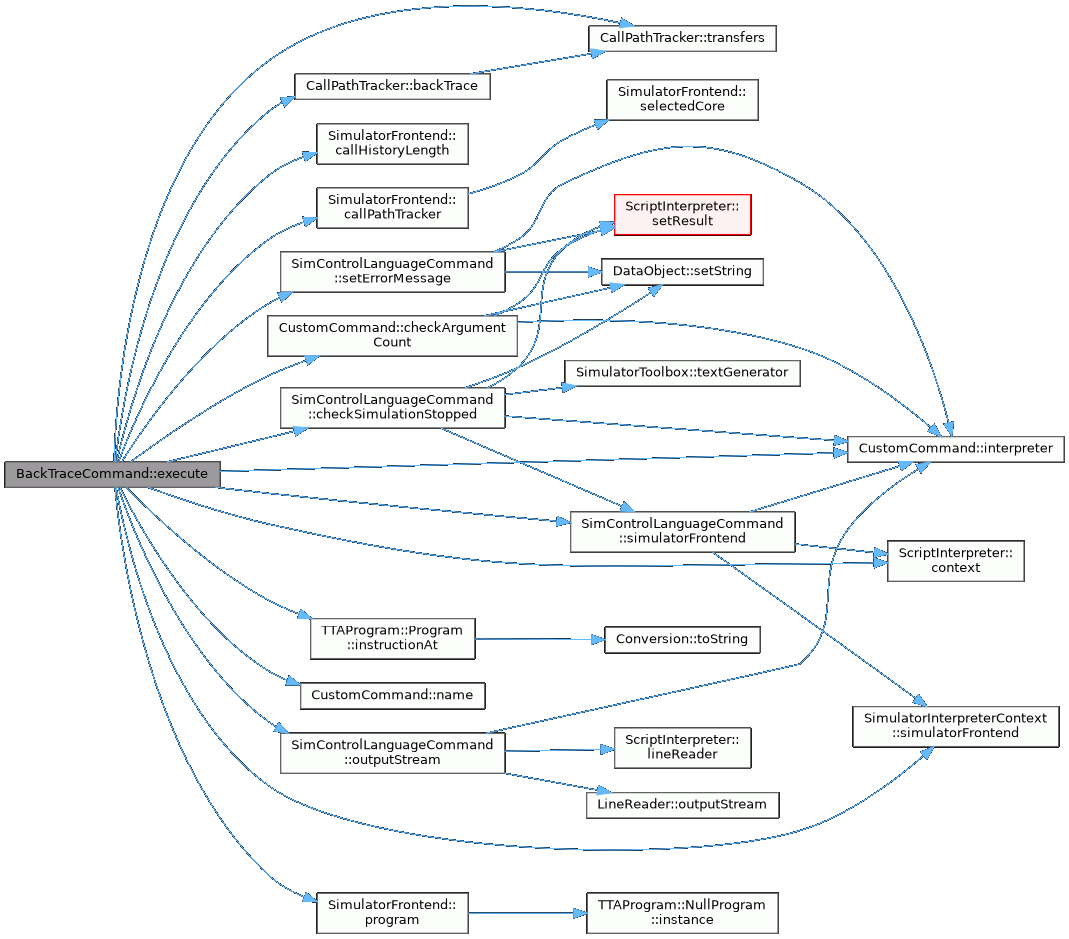 CallPathTracker::transfers
CallPathTracker::backTrace
SimulatorFrontend::
selectedCore
SimulatorFrontend::
callHistoryLength
SimulatorFrontend::
callPathTracker
ScriptInterpreter::
setResult
SimControlLanguageCommand
::setErrorMessage
DataObject::setString
CustomCommand::checkArgument
Count
SimulatorToolbox::textGenerator
SimControlLanguageCommand
::checkSimulationStopped
CustomCommand::interpreter
BackTraceCommand::execute
SimControlLanguageCommand
::simulatorFrontend
ScriptInterpreter::
context
TTAProgram::Program
::instructionAt
Conversion::toString
CustomCommand::name
SimulatorInterpreterContext
::simulatorFrontend
SimControlLanguageCommand
::outputStream
ScriptInterpreter::
lineReader
LineReader::outputStream
SimulatorFrontend::
program
TTAProgram::NullProgram
::instance